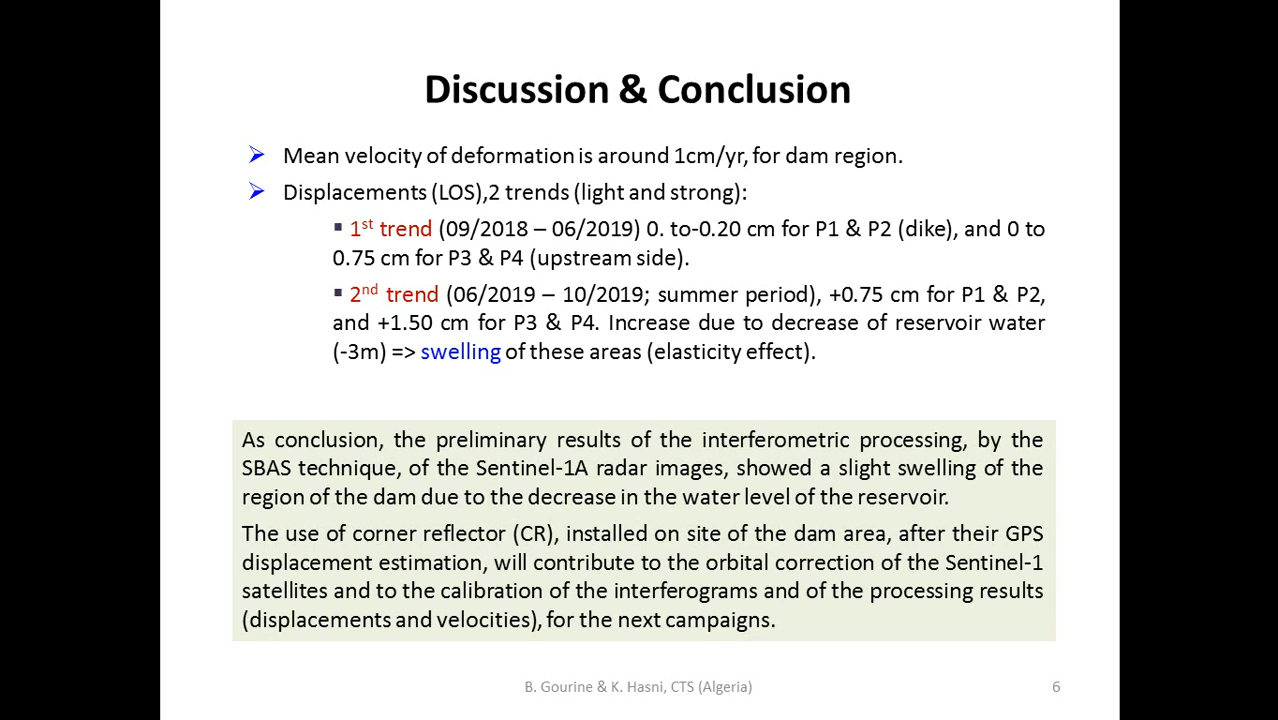 Discussion & Conclusion
Mean velocity of deformation is around 1cm/yr, for dam region.
Displacements (LOS),2 trends (light and strong):
1st trend (09/2018 – 06/2019) 0. to-0.20 cm for P1 & P2 (dike), and 0 to
0.75 cm for P3 & P4 (upstream side).
2nd trend (06/2019 – 10/2019; summer period), +0.75 cm for P1 & P2,
and +1.50 cm for P3 & P4. Increase due to decrease of reservoir water
(-3m) => swelling of these areas (elasticity effect).
As conclusion, the preliminary results of the interferometric processing, by the
SBAS technique, of the Sentinel-1A radar images, showed a slight swelling of the
region of the dam due to the decrease in the water level of the reservoir.
The use of corner reflector (CR), installed on site of the dam area, after their GPS
displacement estimation, will contribute to the orbital correction of the Sentinel-1
satellites and to the calibration of the interferograms and of the processing results
(displacements and velocities), for the next campaigns.
B. Gourine & K. Hasni, CTS (Algeria)
6